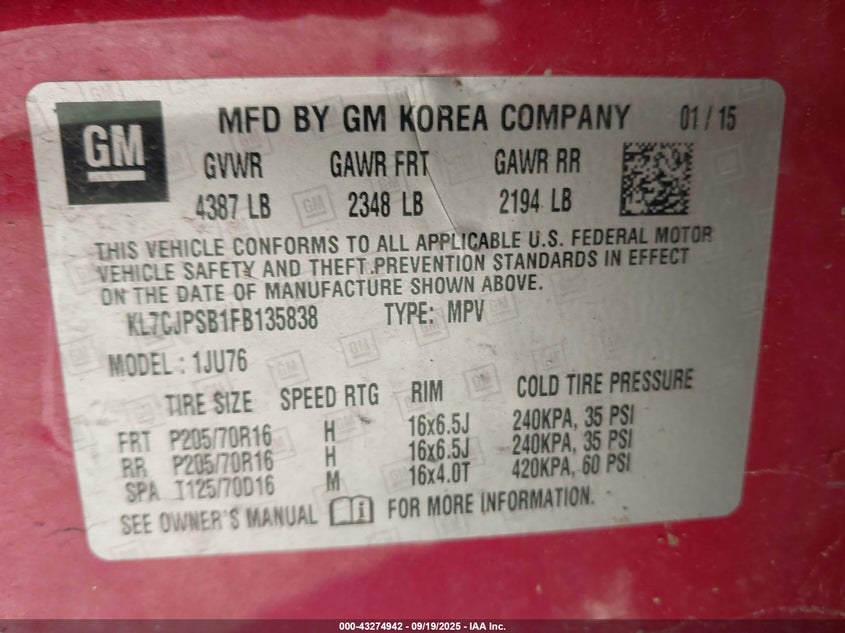 GM
MFD BY GM KOREA COMPANY 01 / 15
GVWR GAWR FRT GAWR RR
4387 LB 2348 LB 2194 LB
THIS VEHICLE CONFORMS TO ALL APPLICABLE U.S. FEDERAL MOTOR
VEHICLE SAFETY AND THEFT PREVENTION STANDARDS IN EFFECT
ON THE DATE OF MANUFACTURE SHOWN ABOVE.
KL7CJPSB1FB135838 TYPE: MPV
MODEL : 1JU76
TIRE SIZE SPEED RTG RIM COLD TIRE PRESSURE
FRT P205/70R16 H 16x6.5J 240KPA, 35 PSI
RR P205/70R16 H 16x6.5J 240KPA, 35 PSI
SPA T125/70D16 M 16x4.0T 420KPA, 60 PSI
SEE OWNER'S MANUAL FOR MORE INFORMATION.
000-43274942 - 09/19/2025 - IAA Inc.